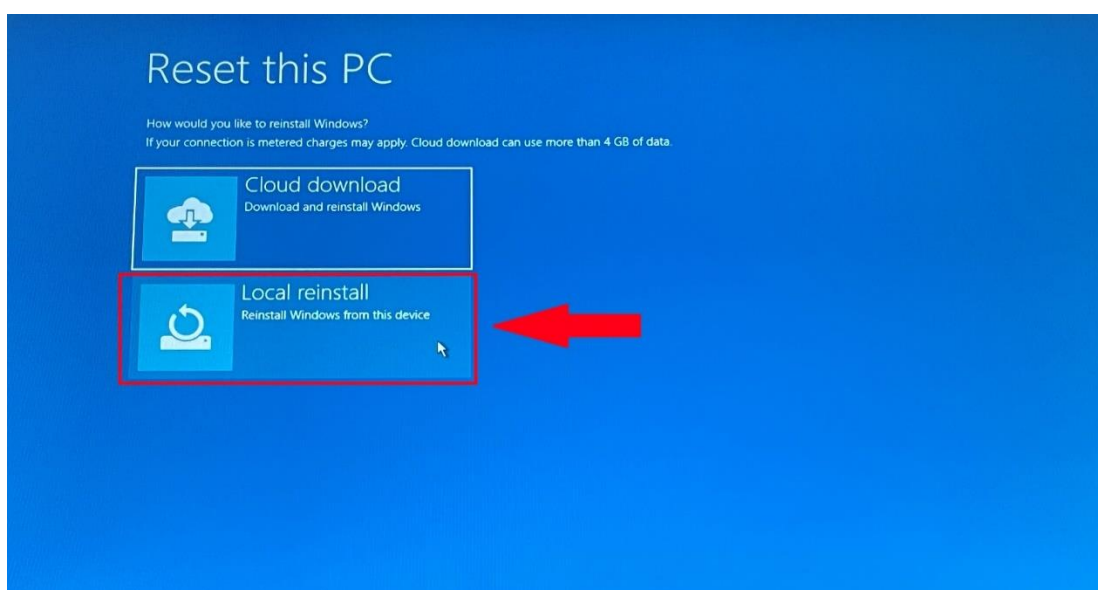 Reset this PC
How would you like to reinstall Windows?
If your connection is metered charges may apply. Cloud download can use more than 4 GB of data.
Cloud download
Download and reinstall Windows
Local reinstall
Reinstall Windows from this device